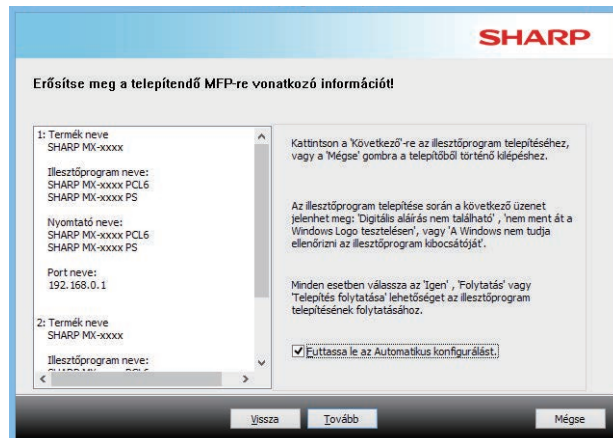 SHARP
Erősítse meg a telepítendő MFP-re vonatkozó információt!
1: Termék neve
SHARP MX-xxxx
Illesztőprogram neve:
SHARP MX-xxxx PCL6
SHARP MX-xxxx PS
Nyomtató neve:
SHARP MX-xxxx PCL6
SHARP MX-xxxx PS
Port neve:
192.168.0.1
2: Termék neve
SHARP MX-xxxx
Illesztőprogram neve:
Kattintson a 'Következő'-re az illesztőprogram telepítéséhez,
vagy a 'Mégse' gombra a telepítőből történő kilépéshez.
Az illesztőprogram telepítése során a következő üzenet
jelenhet meg: 'Digitális aláírás nem található' , 'nem ment át a
Windows Logo tesztelésen', vagy 'A Windows nem tudja
ellenőrizni az illesztőprogram kibocsátóját'.
Minden esetben válassza az 'Igen' , 'Folytatás' vagy
'Telepítés folytatása' lehetőséget az illesztőprogram
telepítésének folytatásához.
Futtassa le az Automatikus konfigurálást.
Vissza
Tovább
Mégse